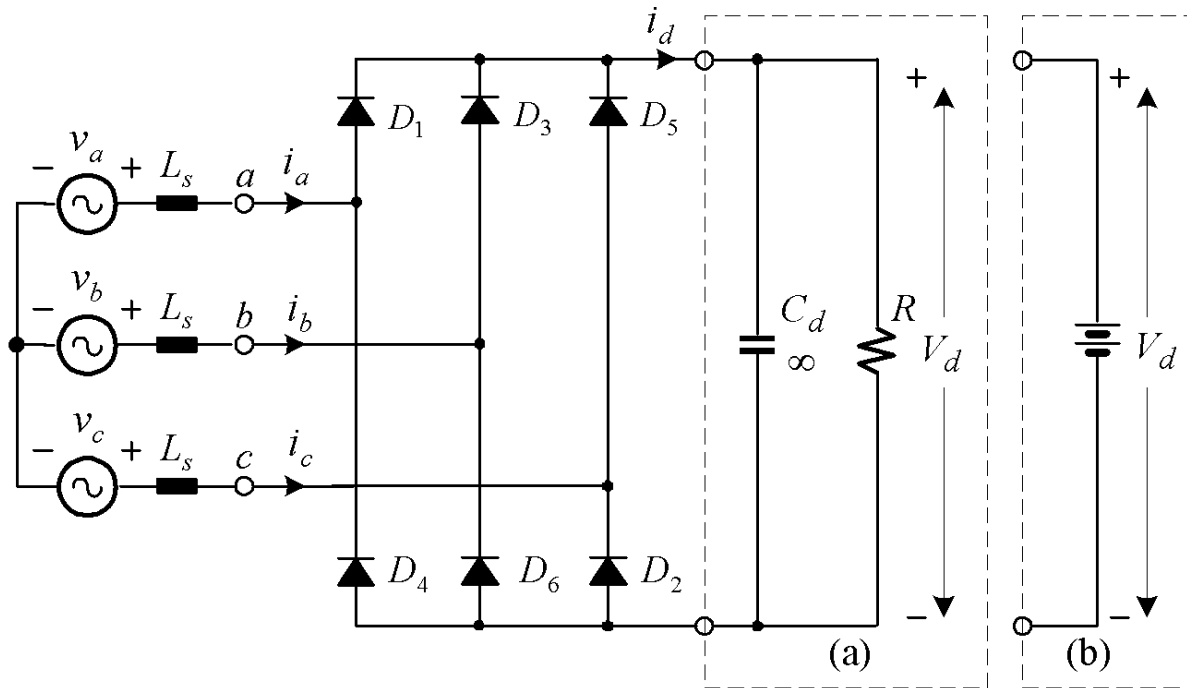 i_d
D_1
D_3
D_5
− v_a + L_s a i_a
− v_b + L_s b i_b
− v_c + L_s c i_c
D_4
D_6
D_2
C_d
∞
R
+
V_d
−
(a)
+
V_d
−
(b)